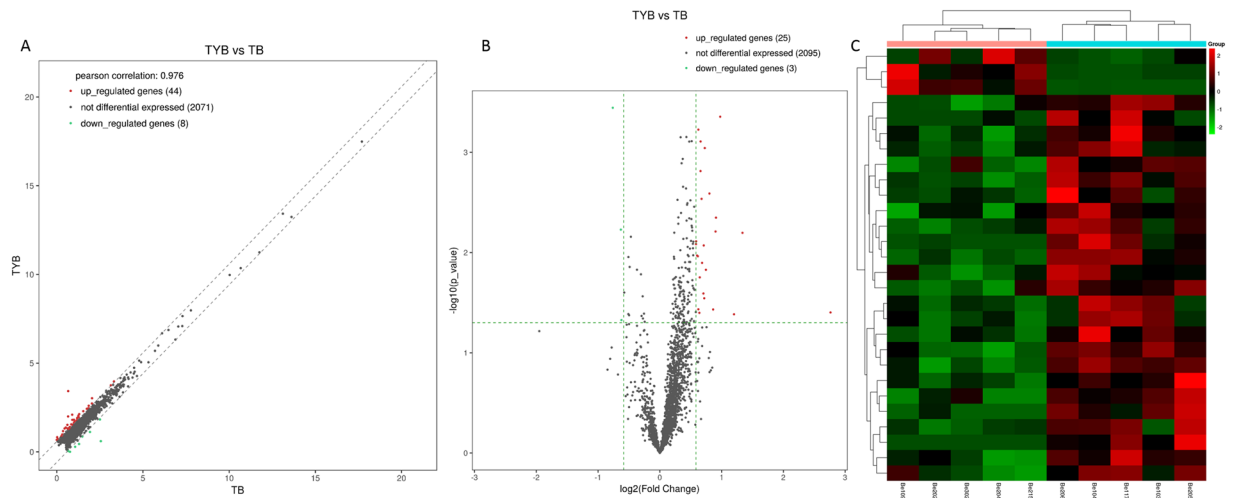 A
TYB vs TB
pearson correlation: 0.976
up_regulated genes (44)
not differential expressed (2071)
down_regulated genes (8)
20
15
10
5
0
TYB
0
5
10
15
20
TB
B
TYB vs TB
up_regulated genes (25)
not differential expressed (2095)
down_regulated genes (3)
3
2
1
0
-log10(p_value)
-3
-2
-1
0
1
2
3
log2(Fold Change)
C
Group
2
1
0
-1
-2